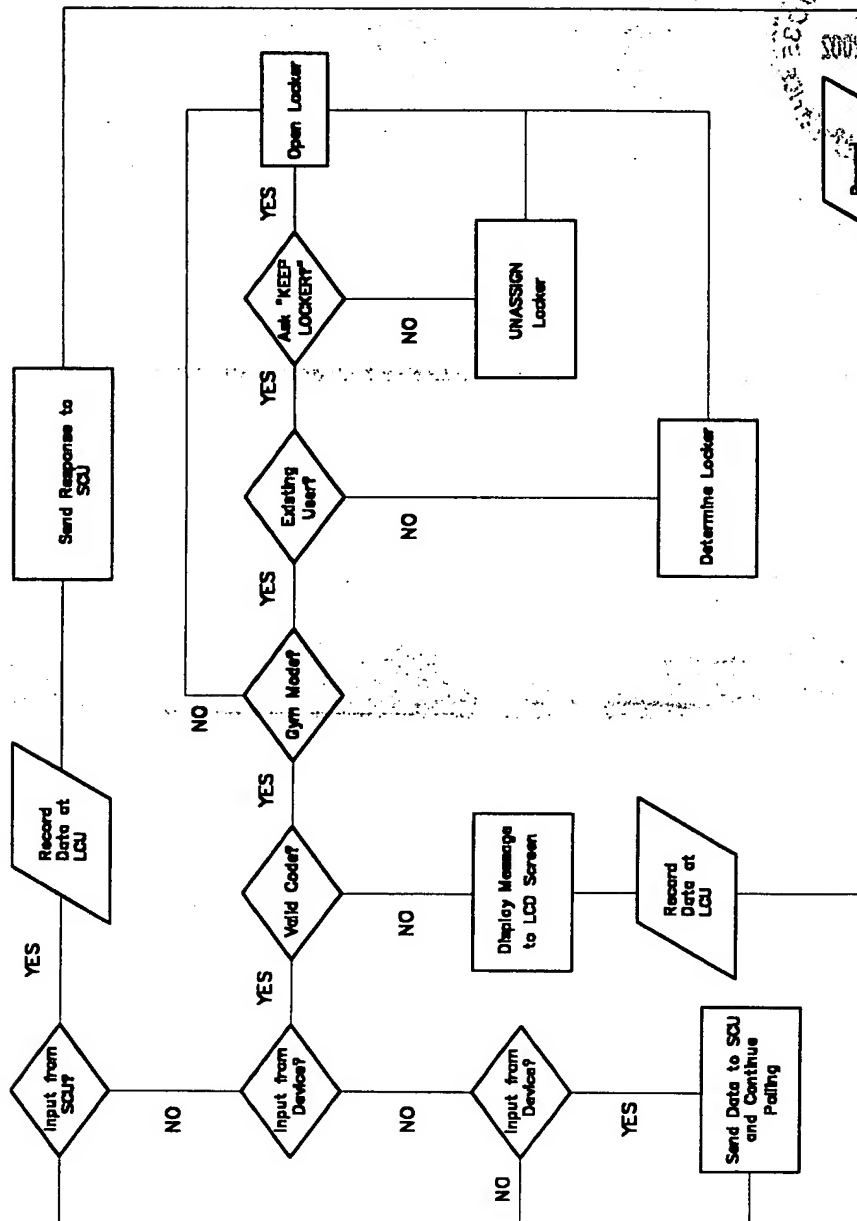 Input from
SCU?
YES
Record
Data at
LCU
Send Response to
SCU
NO
Input from
Device?
YES
Valid Code?
YES
Gym Mode?
NO
YES
Existing
User?
YES
Ask "KEEP
LOCKER?"
YES
Open Locker
NO
Display Message
to LCD Screen
Record
Data at
LCU
NO
Determine Locker
NO
UNASSIGN
Locker
NO
Input from
Device?
NO
YES
Send Data to SCU
and Continue
Polling